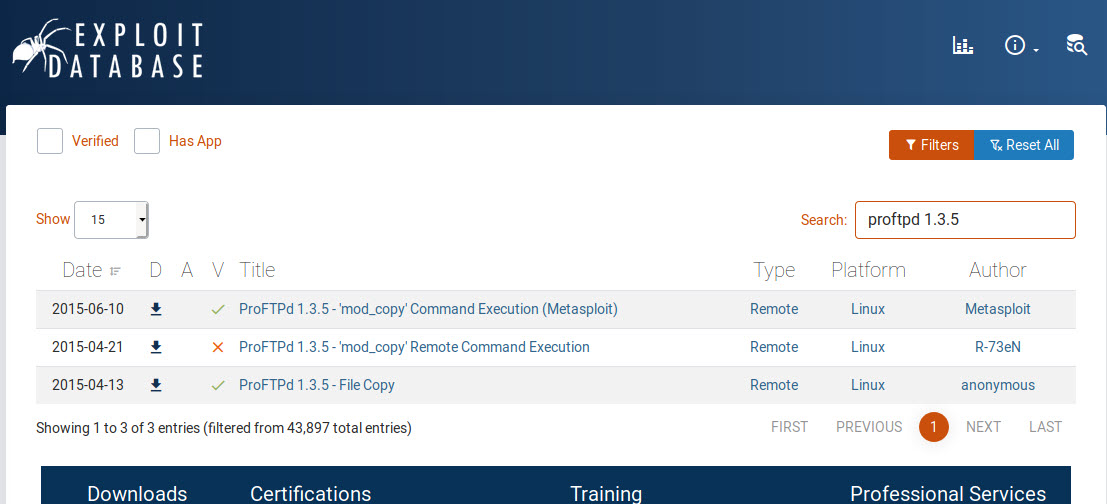 EXPLOIT
DATABASE
Verified Has App Filters Reset All
Show 15 Search: proftpd 1.3.5
Date D A V Title Type Platform Author
2015-06-10 ProFTPd 1.3.5 - 'mod_copy' Command Execution (Metasploit) Remote Linux Metasploit
2015-04-21 ProFTPd 1.3.5 - 'mod_copy' Remote Command Execution Remote Linux R-73eN
2015-04-13 ProFTPd 1.3.5 - File Copy Remote Linux anonymous
Showing 1 to 3 of 3 entries (filtered from 43,897 total entries) FIRST PREVIOUS 1 NEXT LAST
Downloads Certifications Training Professional Services